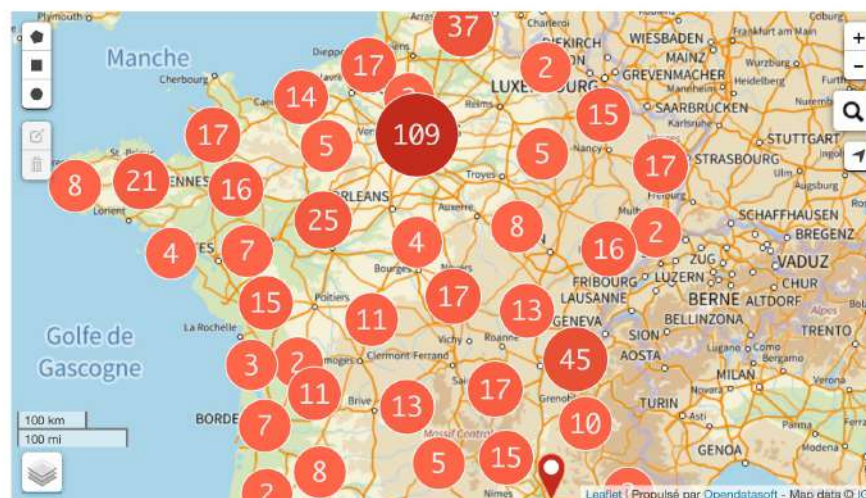 Plymouth
37
Charleroi
Coburg
WIESBADEN
Frankfurt am Main
Manche
Dieppe
17
2
DIEKIRCH
MAINZ
Wurzburg
+
GREVENMACHER
Heidelberg
−
Cherbourg
14
LUXEMBOURG
SAARBRÜCKEN
Reims
15
Karlsruhe
17
5
109
5
Nancy
17
STRASBOURG
STUTTGART
Troyes
Ulm
Augsburg
8
21
16
Freiburg
Lorient
ORLEANS
Auxerre
25
8
SCHAFFHAUSEN
BREGENZ
4
7
4
16
2
ZUG
VADUZ
Bourges
Nevers
FRIBOURG
LUZERN
CHUR
15
Poitiers
17
13
LAUSANNE
BERNE
ALTDORF
La Rochelle
11
GENEVA
SION
BELLINZONA
Alpes
TRENTO
Golfe de
Gascogne
Vichy
Roanne
Como
Lugano
Bergamo
3
2
Clermont-Ferrand
45
AOSTA
MILAN
Verona
11
17
Novara
100 km
100 mi
7
Brive
13
10
TURIN
Asti
Parma
Massif Central
GENOA
Modena
8
5
15
2
Nimes
Leaflet | Propulsé par Opendatasoft - Map data ©